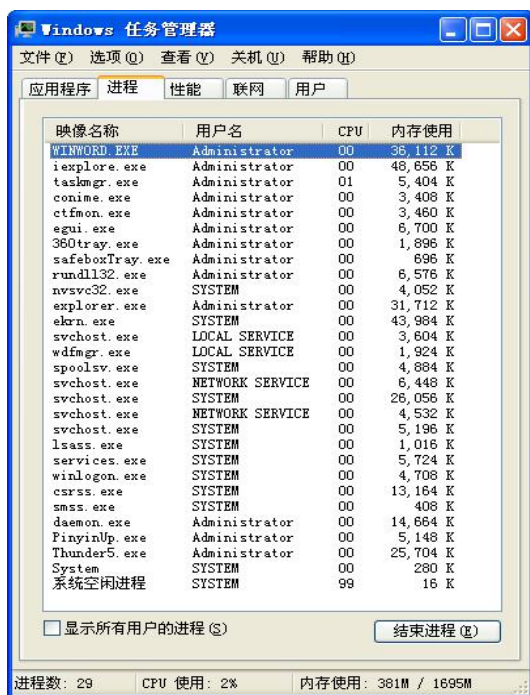 Windows 任务管理器
文件(F) 选项(O) 查看(V) 关机(U) 帮助(H)
应用程序 进程 性能 联网 用户
映像名称 用户名 CPU 内存使用
WINWORD.EXE Administrator 00 36,112 K
iexplore.exe Administrator 00 48,656 K
taskmgr.exe Administrator 01 5,404 K
conime.exe Administrator 00 3,408 K
ctfmon.exe Administrator 00 3,460 K
egui.exe Administrator 00 6,700 K
360tray.exe Administrator 00 1,896 K
safeboxTray.exe Administrator 00 696 K
rundll32.exe Administrator 00 6,576 K
nvsvc32.exe SYSTEM 00 4,052 K
explorer.exe Administrator 00 31,712 K
ekrn.exe SYSTEM 00 43,984 K
svchost.exe LOCAL SERVICE 00 3,604 K
wdfmgr.exe LOCAL SERVICE 00 1,924 K
spoolsv.exe SYSTEM 00 4,884 K
svchost.exe NETWORK SERVICE 00 6,448 K
svchost.exe SYSTEM 00 26,056 K
svchost.exe NETWORK SERVICE 00 4,532 K
svchost.exe SYSTEM 00 5,196 K
lsass.exe SYSTEM 00 1,016 K
services.exe SYSTEM 00 5,724 K
winlogon.exe SYSTEM 00 4,708 K
csrss.exe SYSTEM 00 13,164 K
smss.exe SYSTEM 00 408 K
daemon.exe Administrator 00 14,664 K
PinyinUp.exe Administrator 00 5,148 K
Thunder5.exe Administrator 00 25,704 K
System SYSTEM 00 280 K
系统空闲进程 SYSTEM 99 16 K
显示所有用户的进程(S) 结束进程(E)
进程数: 29 CPU 使用: 2% 内存使用: 381M / 1695M